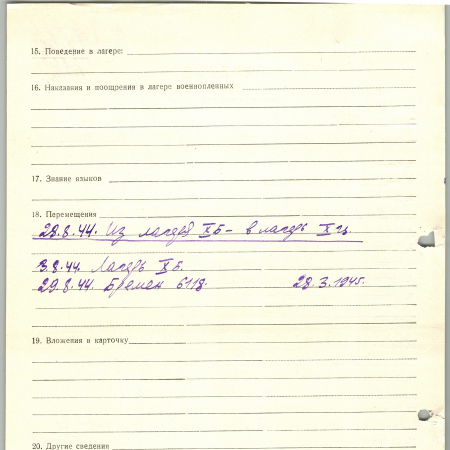 15. Поведение в лагере:
16. Наказания и поощрения в лагере военнопленных
17. Знание языков
18. Перемещения
28.8.44. Из лагеря X Б - в лагерь X ц.
3.8.44. Лагерь X Б.
29.8.44. Бремен 6118. 28.3.1945.
19. Вложения в карточку
20. Другие сведения